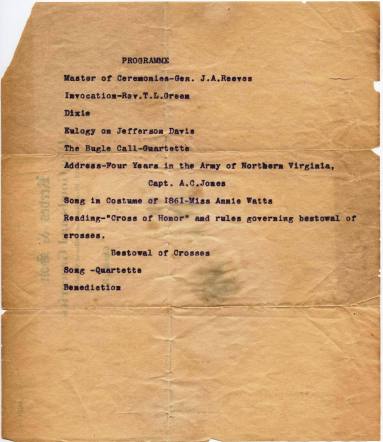 PROGRAMMX
Master of Ceremonies-Gen. J.A.Reeves
Invocation-Rev.T.L.Green
Dixie
Eulogy on Jefferson Davis
The Bugle Call-Quartette
Address-Four Years in the Army of Northern Virginia,
Capt. A.C.Jones
Song in Costume of 1861-Miss Annie Watts
Reading-"Cross of Honor" and rules governing bestowal of
crosses.
Bestowal of Crosses
Song -Quartette
Benediction